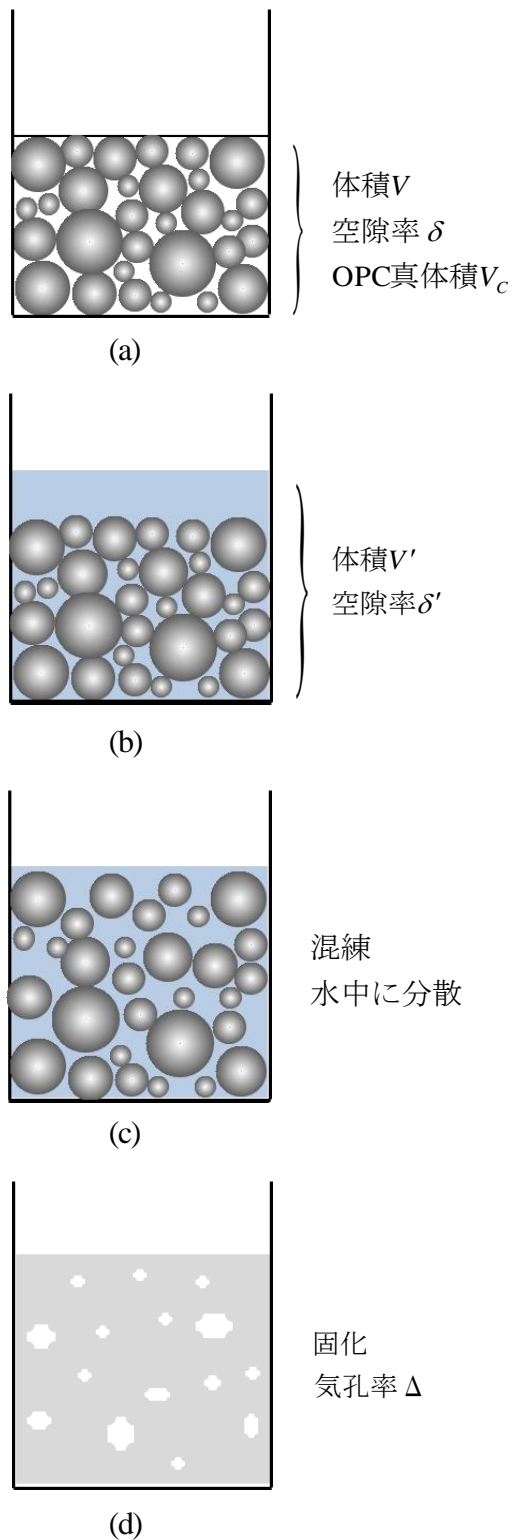 体積V
空隙率 δ
OPC真体積V_C
(a)
体積V′
空隙率δ′
(b)
混練
水中に分散
(c)
固化
気孔率 Δ
(d)